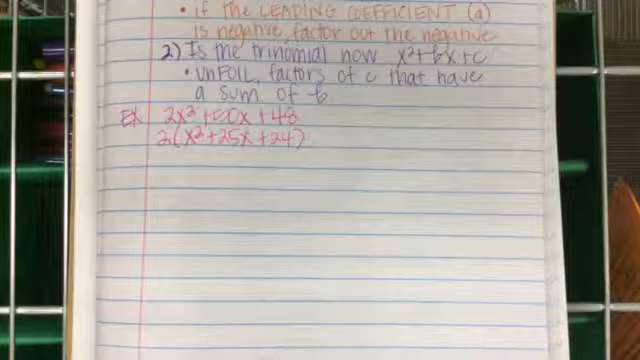 • if the LEADING COEFFICIENT (a)
is negative, factor out the negative
2) Is the trinomial now x²+bx+c
• unFOIL, factors of c that have
a sum of b
EX 2x²+50x+48
2(x²+25x+24)